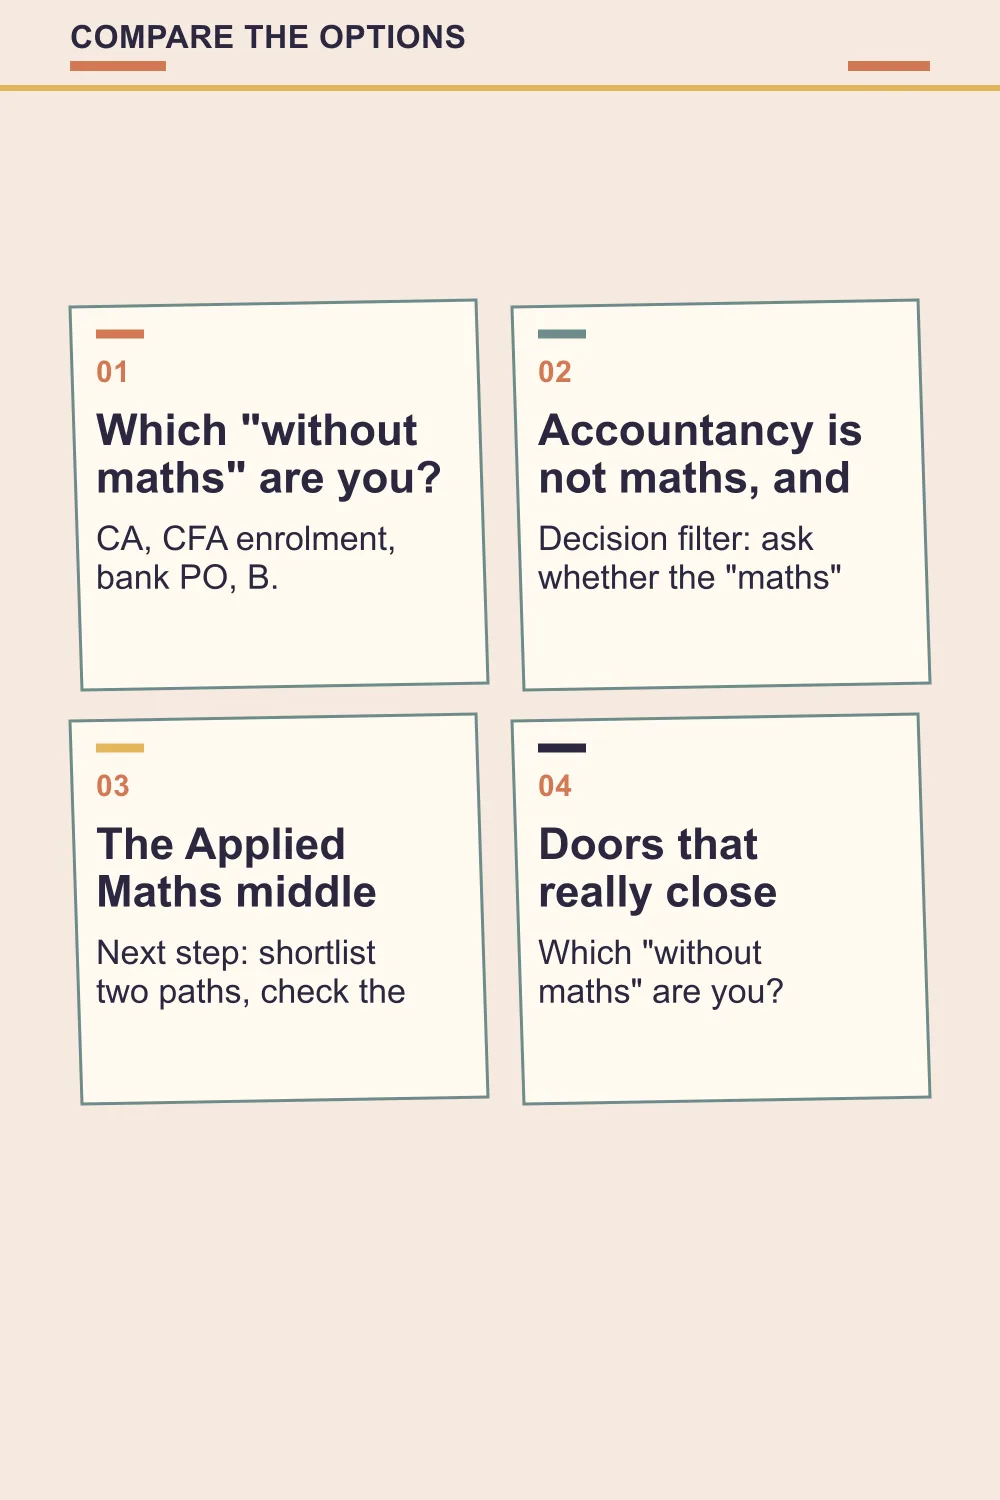 COMPARE THE OPTIONS
01
Which "without
maths" are you?
CA, CFA enrolment,
bank PO, B.
02
Accountancy is
not maths, and
Decision filter: ask
whether the "maths"
03
The Applied
Maths middle
Next step: shortlist
two paths, check the
04
Doors that
really close
Which "without
maths" are you?